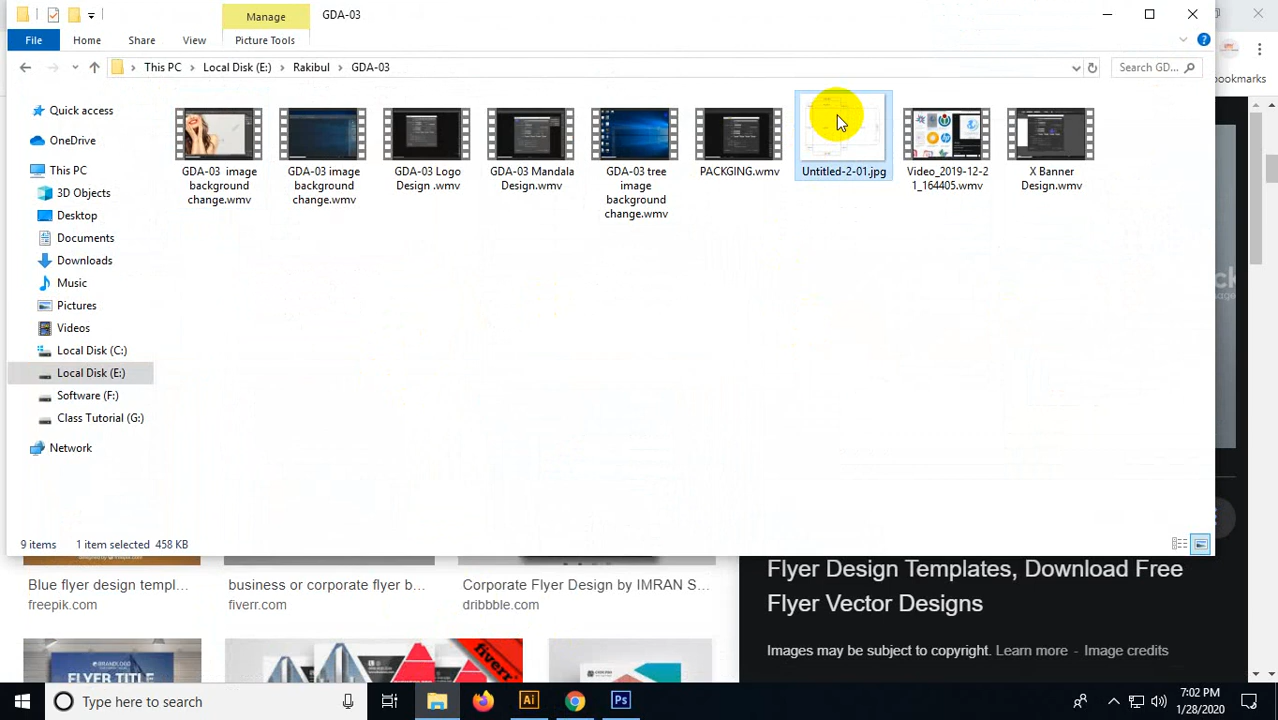 Manage
GDA-03
File
Home
Share
View
Picture Tools
This PC
Local Disk (E:)
Rakibul
GDA-03
Search GD...
ookmarks
Quick access
OneDrive
This PC
3D Objects
Desktop
Documents
Downloads
Music
Pictures
Videos
Local Disk (C:)
Local Disk (E:)
Software (F:)
Class Tutorial (G:)
Network
GDA-03 image
background
change.wmv
GDA-03 image
background
change.wmv
GDA-03 Logo
Design .wmv
GDA-03 Mandala
Design.wmv
GDA-03 tree
image
background
change.wmv
PACKGING.wmv
Untitled-2-01.jpg
Video_2019-12-2
1_164405.wmv
X Banner
Design.wmv
9 items
1 item selected 458 KB
Blue flyer design templ...
freepik.com
business or corporate flyer b...
fiverr.com
Corporate Flyer Design by IMRAN S...
dribbble.com
Flyer Design Templates, Download Free
Flyer Vector Designs
Images may be subject to copyright. Learn more - Image credits
BRANDLOGO
FLYER TITLE
fiverr
Type here to search
Ai
Ps
7:02 PM
1/28/2020